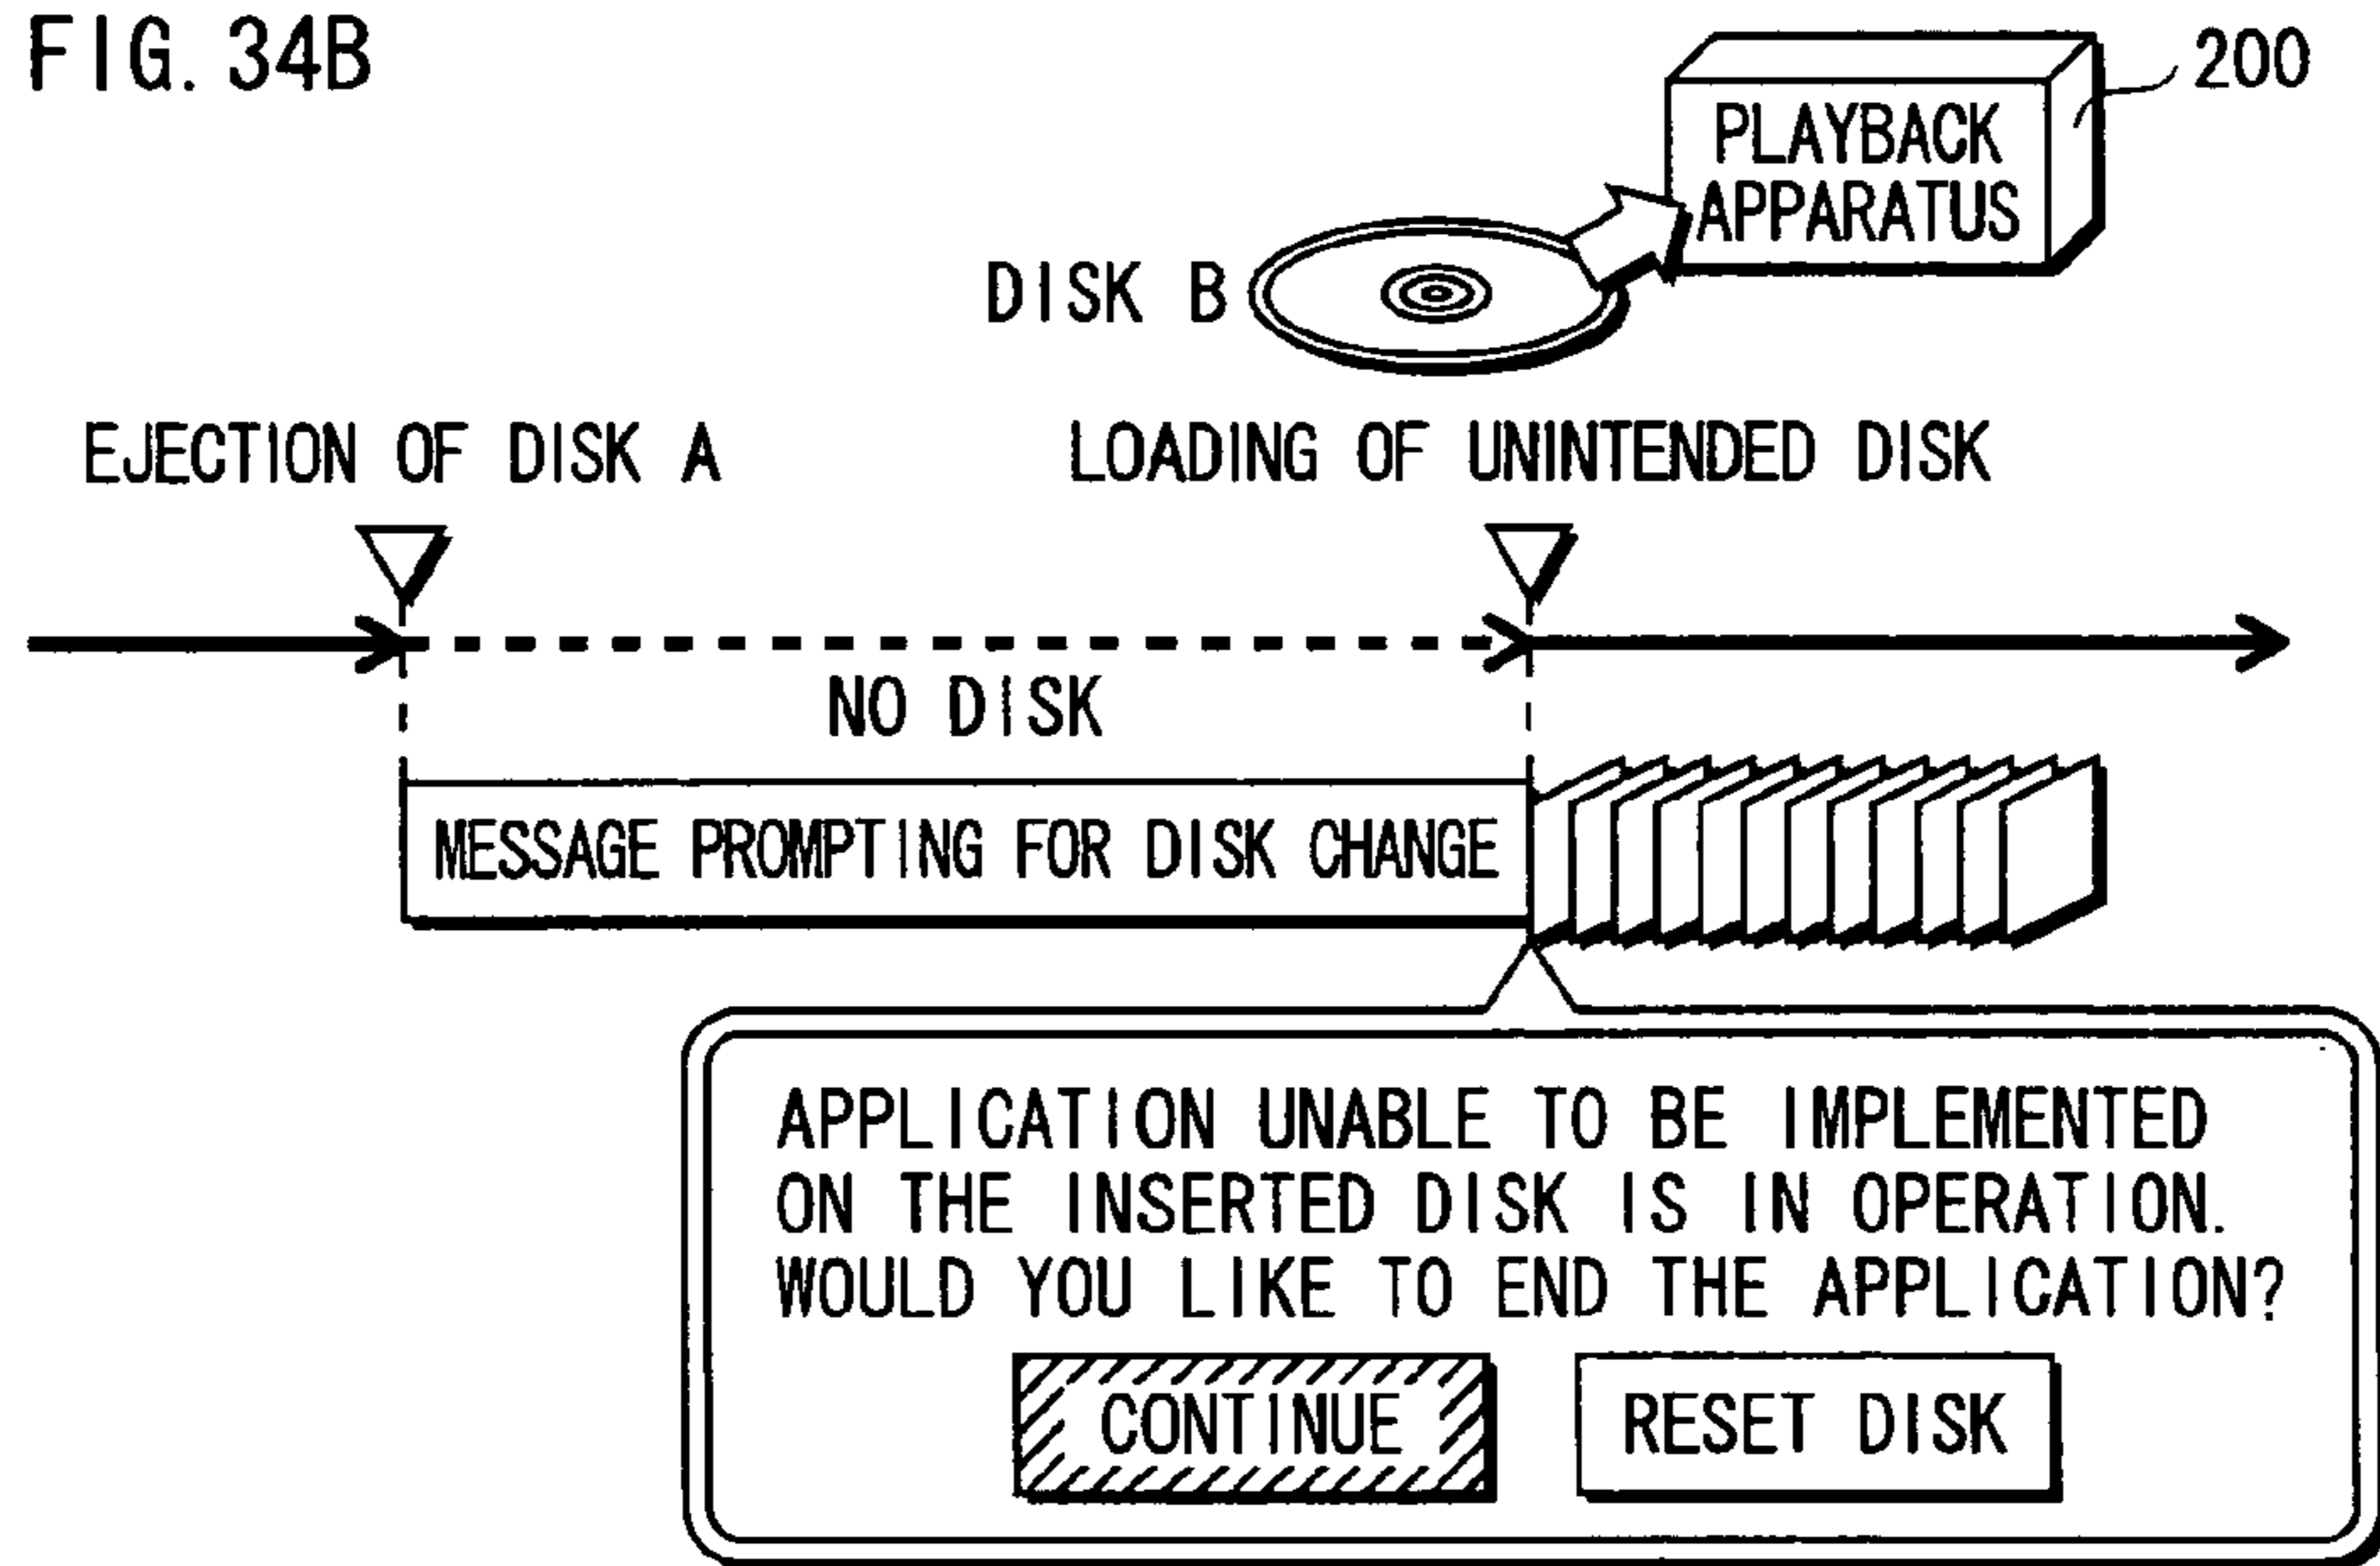 FIG. 34B
200
PLAYBACK
APPARATUS
DISK B
EJECTION OF DISK A
LOADING OF UNINTENDED DISK
NO DISK
MESSAGE PROMPTING FOR DISK CHANGE
APPLICATION UNABLE TO BE IMPLEMENTED
ON THE INSERTED DISK IS IN OPERATION.
WOULD YOU LIKE TO END THE APPLICATION?
CONTINUE
RESET DISK